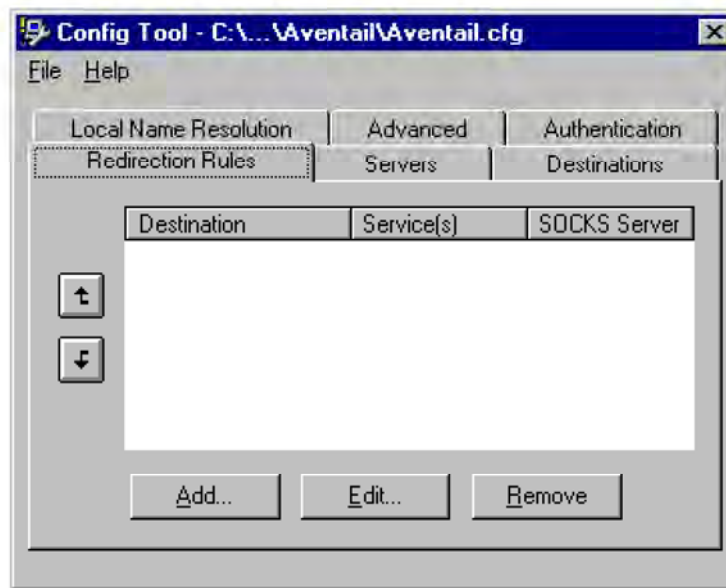 Config Tool - C:\...\Aventail\Aventail.cfg
File Help
Local Name Resolution Advanced Authentication
Redirection Rules Servers Destinations
Destination Service(s) SOCKS Server
Add... Edit... Remove